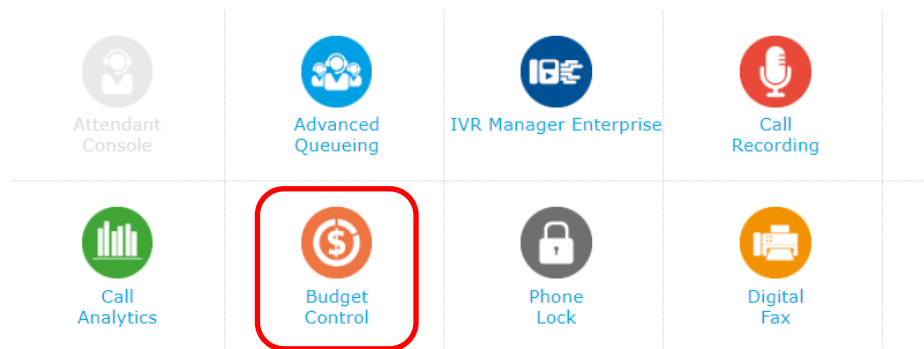 Attendant
Console
Advanced
Queueing
IVR Manager Enterprise
Call
Recording
Call
Analytics
$
Budget
Control
Phone
Lock
Digital
Fax